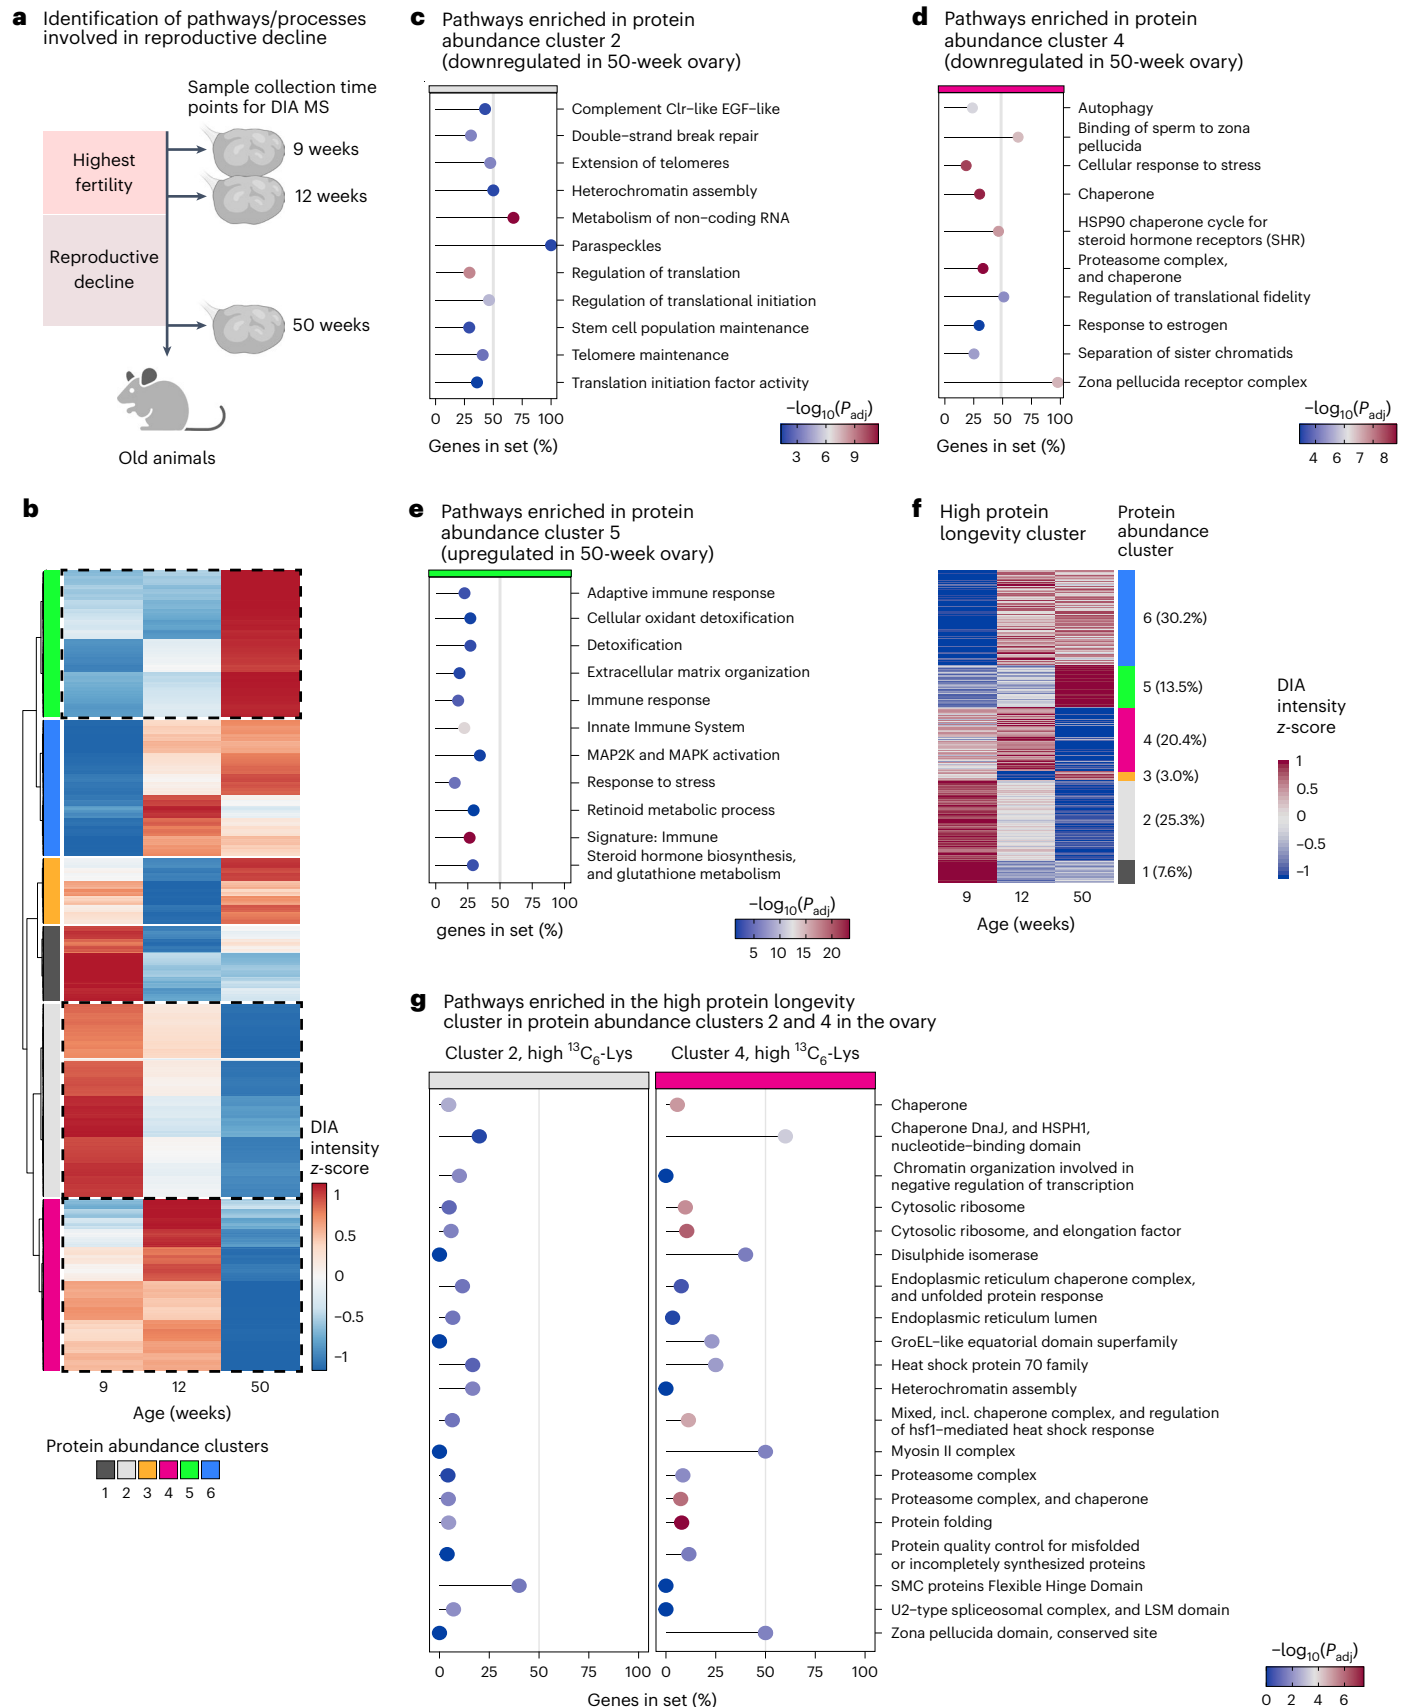 a Identification of pathways/processes
involved in reproductive decline
Sample collection time
points for DIA MS
Highest
fertility
9 weeks
12 weeks
Reproductive
decline
50 weeks
Old animals
c Pathways enriched in protein
abundance cluster 2
(downregulated in 50-week ovary)
Complement Clr–like EGF–like
Double–strand break repair
Extension of telomeres
Heterochromatin assembly
Metabolism of non–coding RNA
Paraspeckles
Regulation of translation
Regulation of translational initiation
Stem cell population maintenance
Telomere maintenance
Translation initiation factor activity
0 25 50 75 100
Genes in set (%)
–log10(Padj)
3 6 9
d Pathways enriched in protein
abundance cluster 4
(downregulated in 50-week ovary)
Autophagy
Binding of sperm to zona
pellucida
Cellular response to stress
Chaperone
HSP90 chaperone cycle for
steroid hormone receptors (SHR)
Proteasome complex,
and chaperone
Regulation of translational fidelity
Response to estrogen
Separation of sister chromatids
Zona pellucida receptor complex
0 25 50 75 100
Genes in set (%)
–log10(Padj)
4 6 7 8
b
DIA
intensity
z-score
1
0.5
0
–0.5
–1
9 12 50
Age (weeks)
Protein abundance clusters
1 2 3 4 5 6
e Pathways enriched in protein
abundance cluster 5
(upregulated in 50-week ovary)
Adaptive immune response
Cellular oxidant detoxification
Detoxification
Extracellular matrix organization
Immune response
Innate Immune System
MAP2K and MAPK activation
Response to stress
Retinoid metabolic process
Signature: Immune
Steroid hormone biosynthesis,
and glutathione metabolism
0 25 50 75 100
genes in set (%)
–log10(Padj)
5 10 15 20
f High protein
longevity cluster
Protein
abundance
cluster
6 (30.2%)
5 (13.5%)
4 (20.4%)
3 (3.0%)
2 (25.3%)
1 (7.6%)
9 12 50
Age (weeks)
DIA
intensity
z-score
1
0.5
0
–0.5
–1
g Pathways enriched in the high protein longevity
cluster in protein abundance clusters 2 and 4 in the ovary
Cluster 2, high 13C6-Lys
Cluster 4, high 13C6-Lys
Chaperone
Chaperone DnaJ, and HSPH1,
nucleotide–binding domain
Chromatin organization involved in
negative regulation of transcription
Cytosolic ribosome
Cytosolic ribosome, and elongation factor
Disulphide isomerase
Endoplasmic reticulum chaperone complex,
and unfolded protein response
Endoplasmic reticulum lumen
GroEL–like equatorial domain superfamily
Heat shock protein 70 family
Heterochromatin assembly
Mixed, incl. chaperone complex, and regulation
of hsf1–mediated heat shock response
Myosin II complex
Proteasome complex
Proteasome complex, and chaperone
Protein folding
Protein quality control for misfolded
or incompletely synthesized proteins
SMC proteins Flexible Hinge Domain
U2–type spliceosomal complex, and LSM domain
Zona pellucida domain, conserved site
0 25 50 75 100
0 25 50 75 100
Genes in set (%)
–log10(Padj)
0 2 4 6